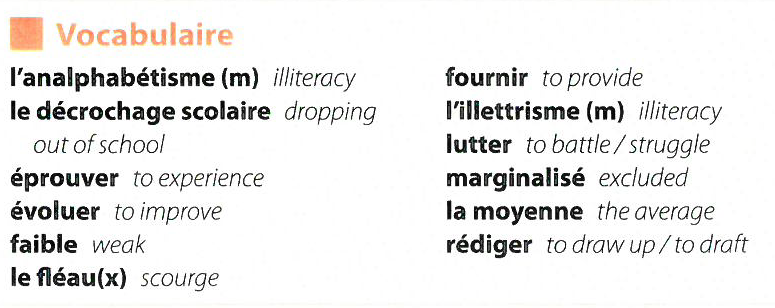 Vocabulaire
l'analphabétisme (m) illiteracy
le décrochage scolaire dropping
out of school
éprouver to experience
évoluer to improve
faible weak
le fléau(x) scourge
fournir to provide
l'illettrisme (m) illiteracy
lutter to battle / struggle
marginalisé excluded
la moyenne the average
rédiger to draw up / to draft